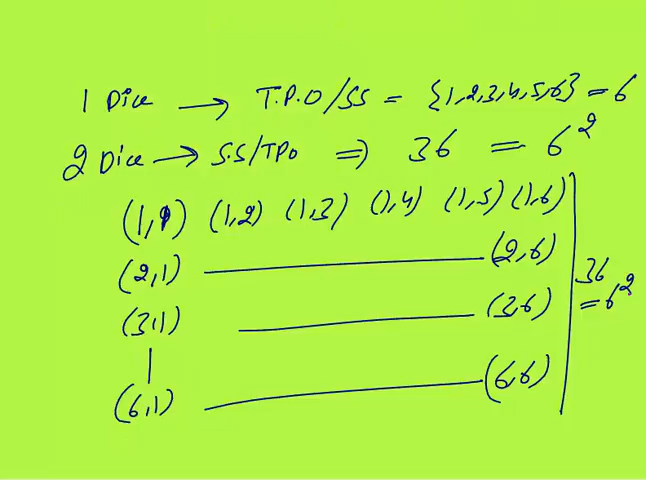 1 Dice → T.P.O/SS = {1,2,3,4,5,6} = 6
2 Dice → S.S/TPO ⇒ 36 = 6²
(1,1) (1,2) (1,3) (1,4) (1,5) (1,6)
(2,1) (2,6)
(3,1) (3,6)
(6,1) (6,6)
36
= 6²